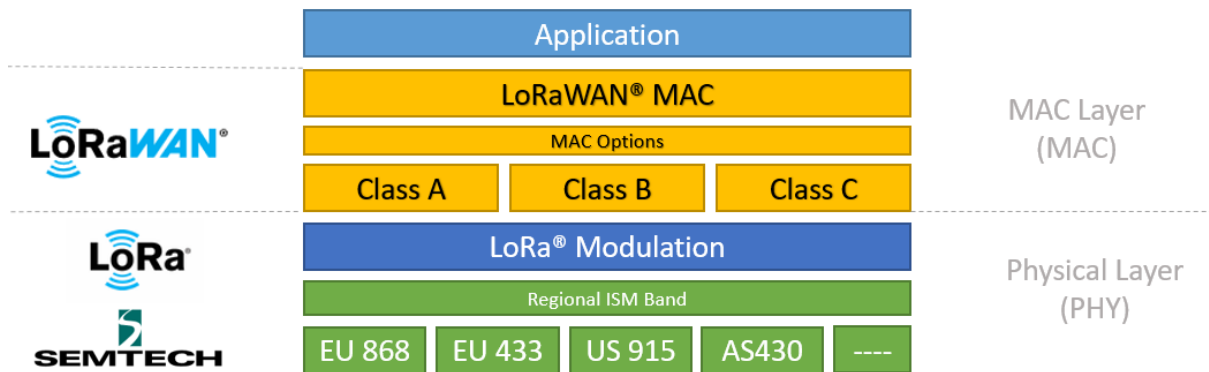 Application
LoRaWAN® MAC
MAC Options
Class A Class B Class C
LoRa® Modulation
Regional ISM Band
EU 868 EU 433 US 915 AS430 ----
LoRaWAN®
LoRa®
SEMTECH
MAC Layer
(MAC)
Physical Layer
(PHY)